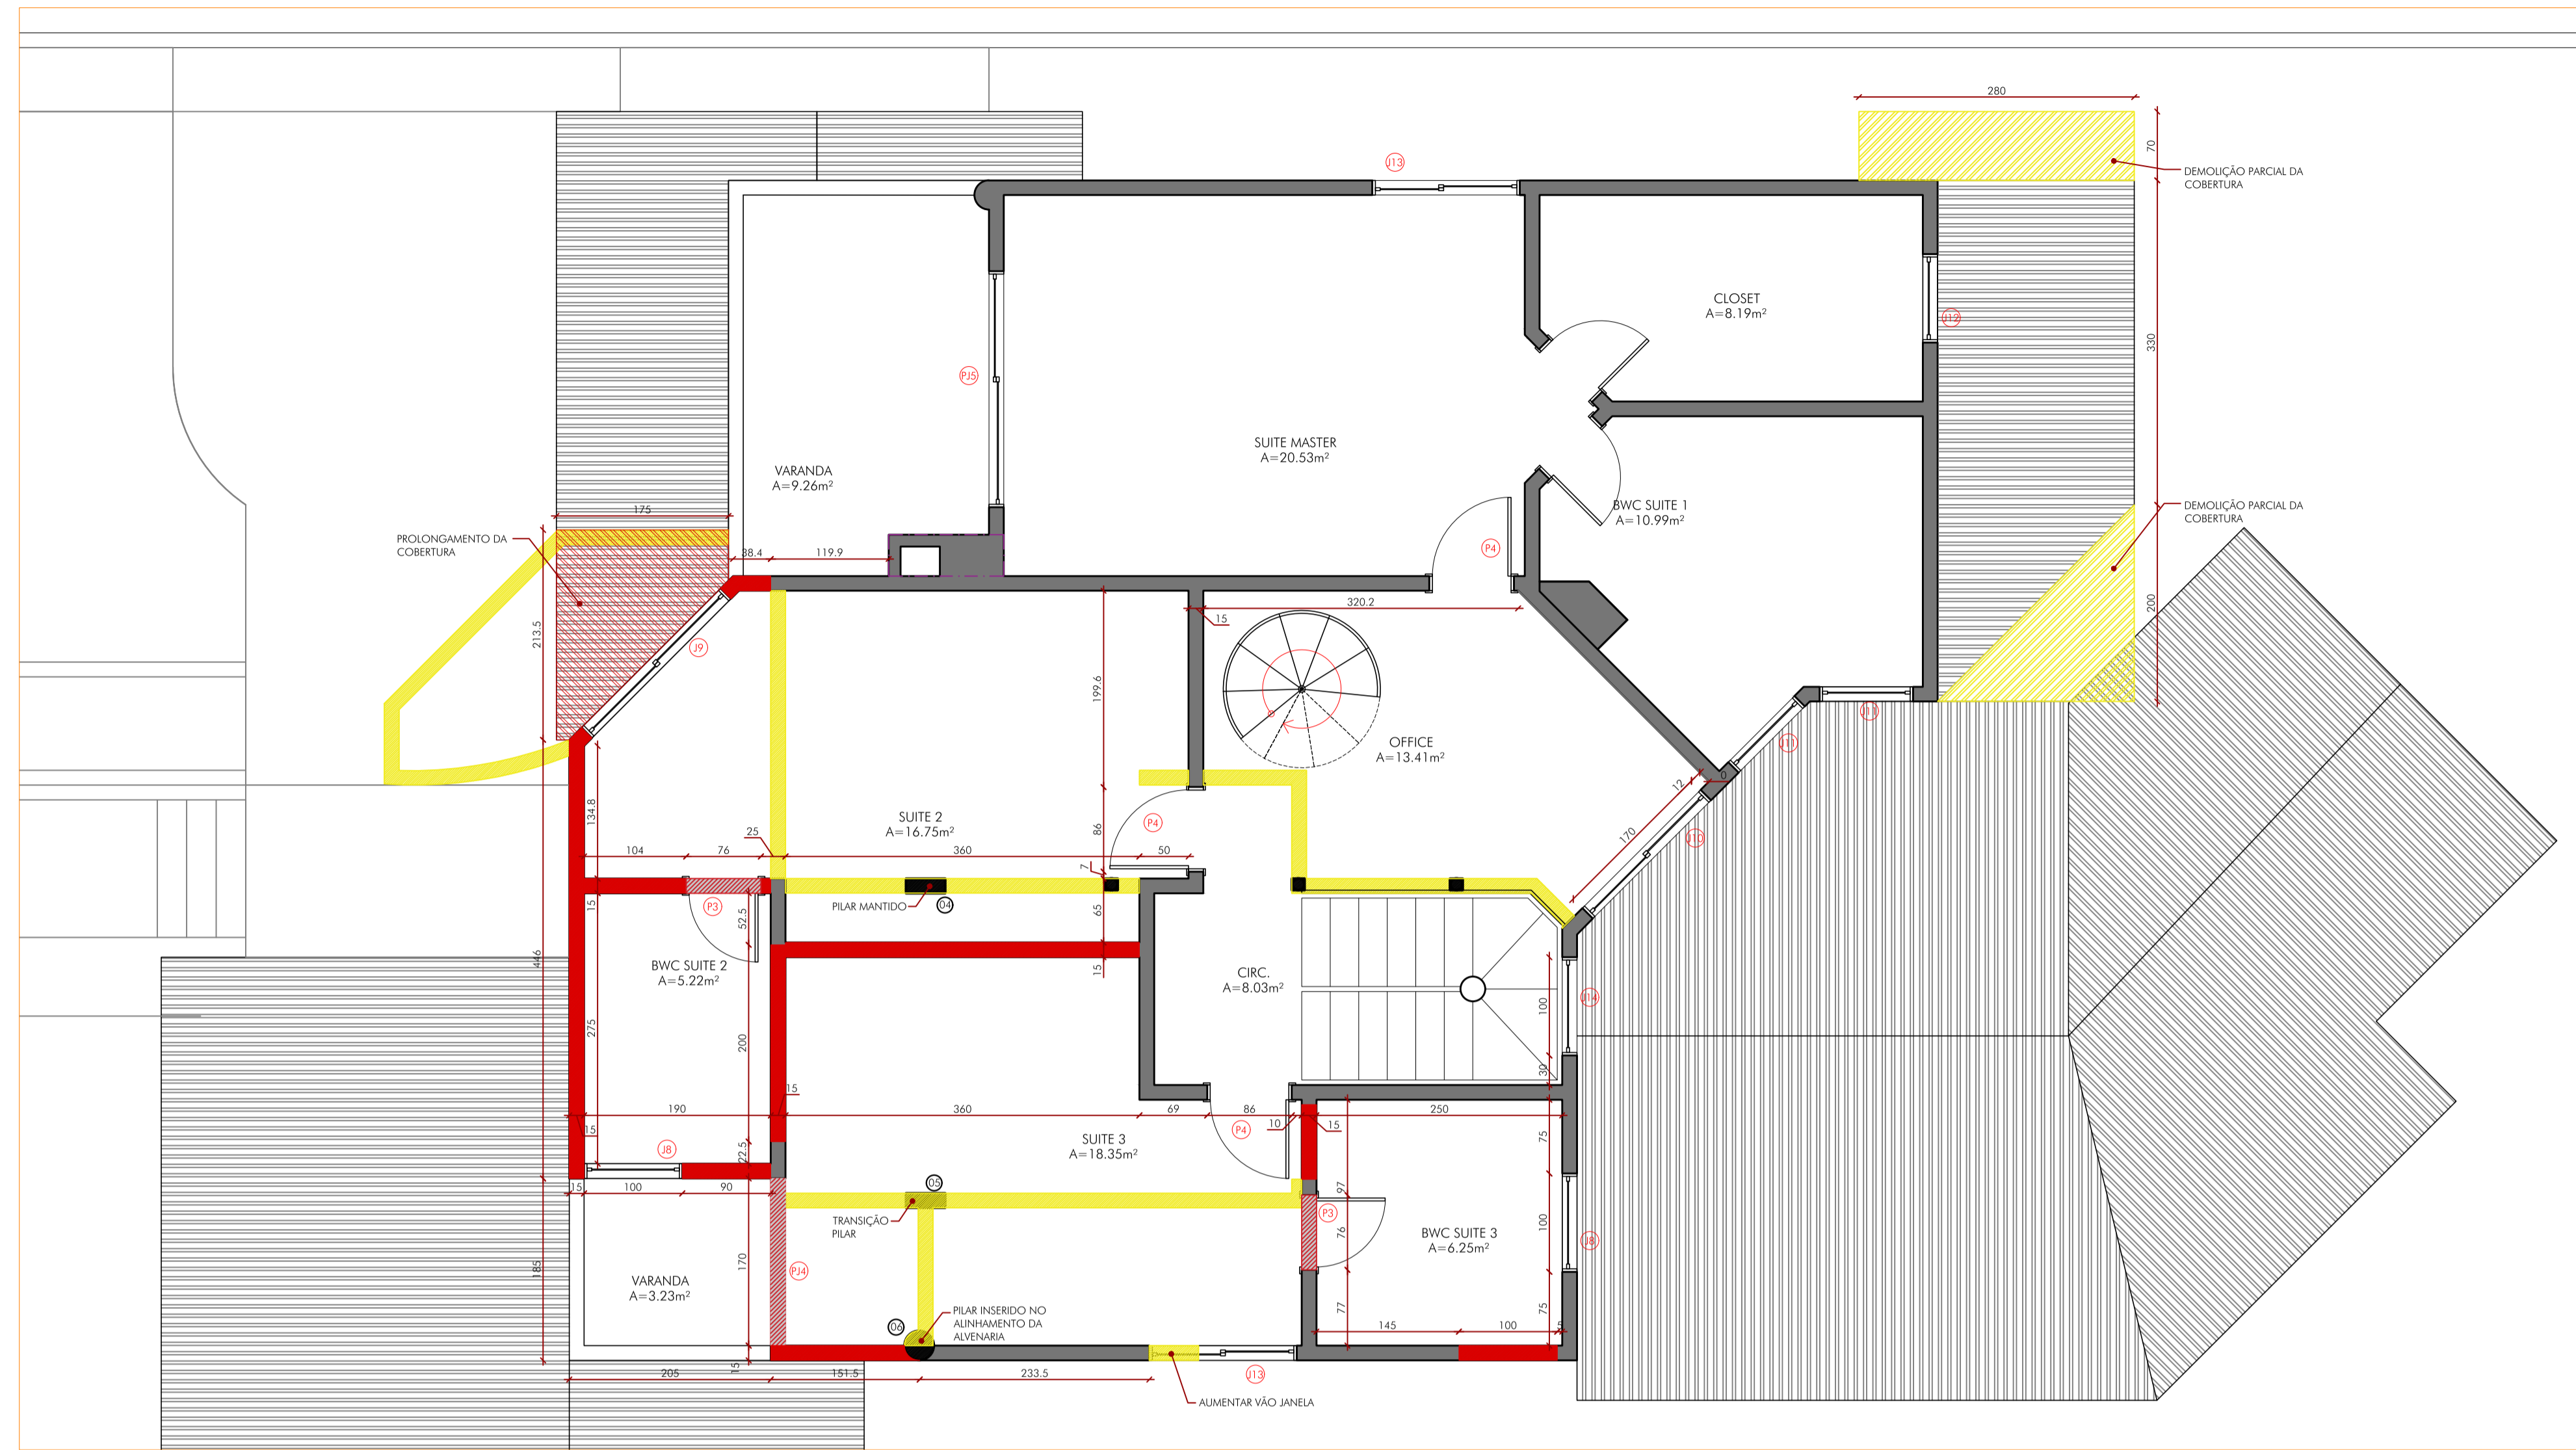 280
70
J13
DEMOLIÇÃO PARCIAL DA
COBERTURA
CLOSET
A=8.19m²
J12
330
PJ5
SUITE MASTER
A=20.53m²
VARANDA
A=9.26m²
BWC SUITE 1
A=10.99m²
DEMOLIÇÃO PARCIAL DA
COBERTURA
175
PROLONGAMENTO DA
COBERTURA
38.4
119.9
P4
320.2
15
200
213.5
J9
199.6
J11
OFFICE
A=13.41m²
J11
12
0
134.8
SUITE 2
A=16.75m²
P4
86
25
170
J10
104
76
360
50
7
PILAR MANTIDO
04
P3
15
52.5
65
446
BWC SUITE 2
A=5.22m²
15
CIRC.
A=8.03m²
100
J14
275
200
30
15
190
360
69
86
250
15
10
15
P4
75
J8
22.5
SUITE 3
A=18.35m²
15
100
90
05
97
TRANSIÇÃO
PILAR
P3
76
BWC SUITE 3
A=6.25m²
100
J8
185
170
PJ4
VARANDA
A=3.23m²
PILAR INSERIDO NO
ALINHAMENTO DA
ALVENARIA
06
77
75
145
100
5
15
205
151.5
233.5
J13
AUMENTAR VÃO JANELA